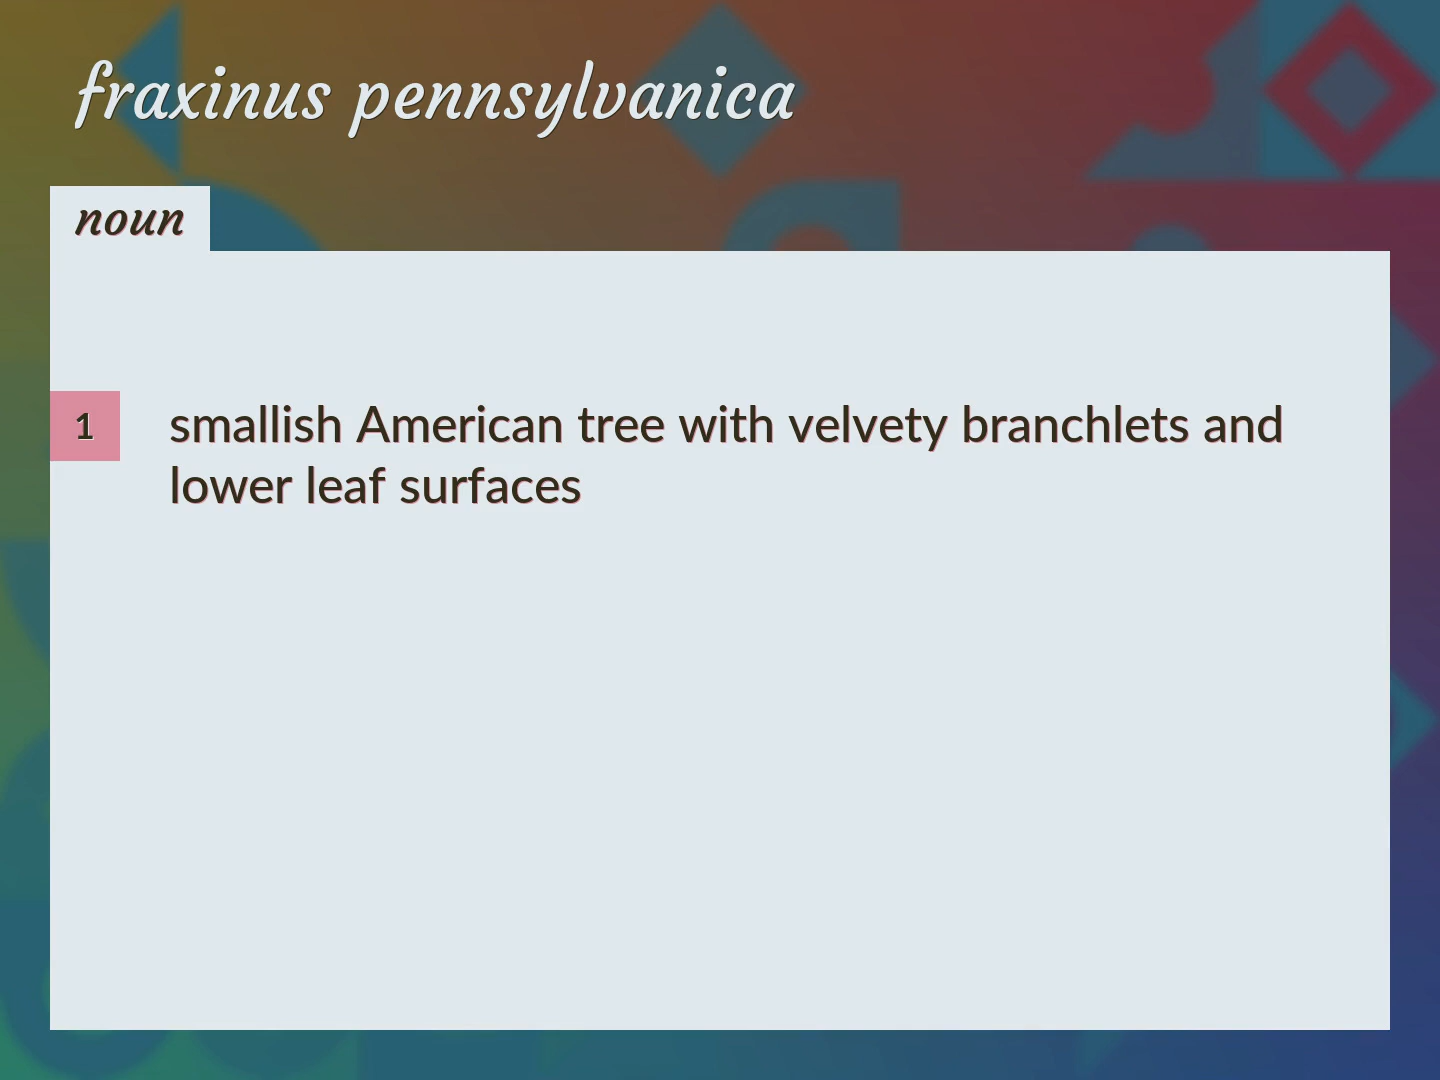 fraxinus pennsylvanica
noun
1 smallish American tree with velvety branchlets and
lower leaf surfaces